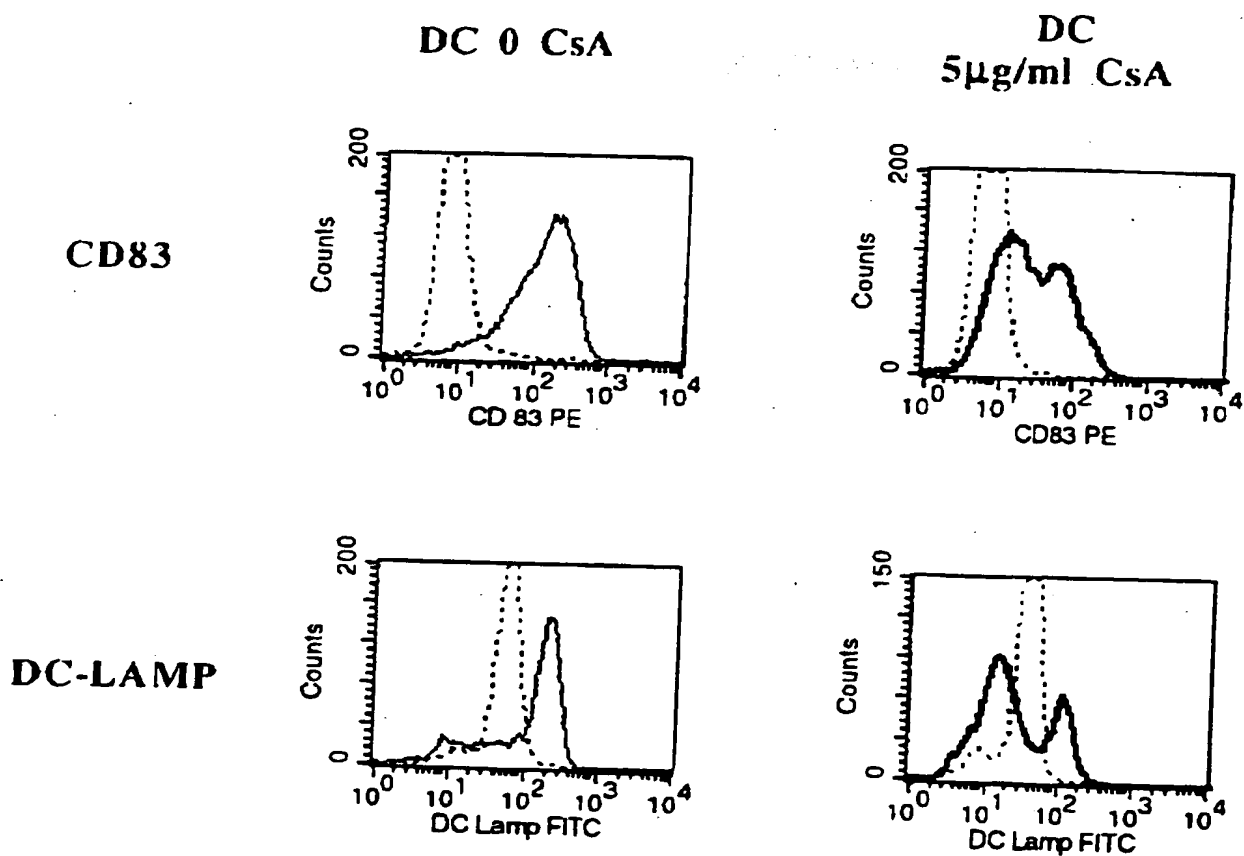 DC 0 CsA
DC
5μg/ml CsA
CD83
Counts
200
0
10^0 10^1 10^2 10^3 10^4
CD 83 PE
Counts
200
0
10^0 10^1 10^2 10^3 10^4
CD83 PE
DC-LAMP
Counts
200
0
10^0 10^1 10^2 10^3 10^4
DC Lamp FITC
Counts
150
0
10^0 10^1 10^2 10^3 10^4
DC Lamp FITC